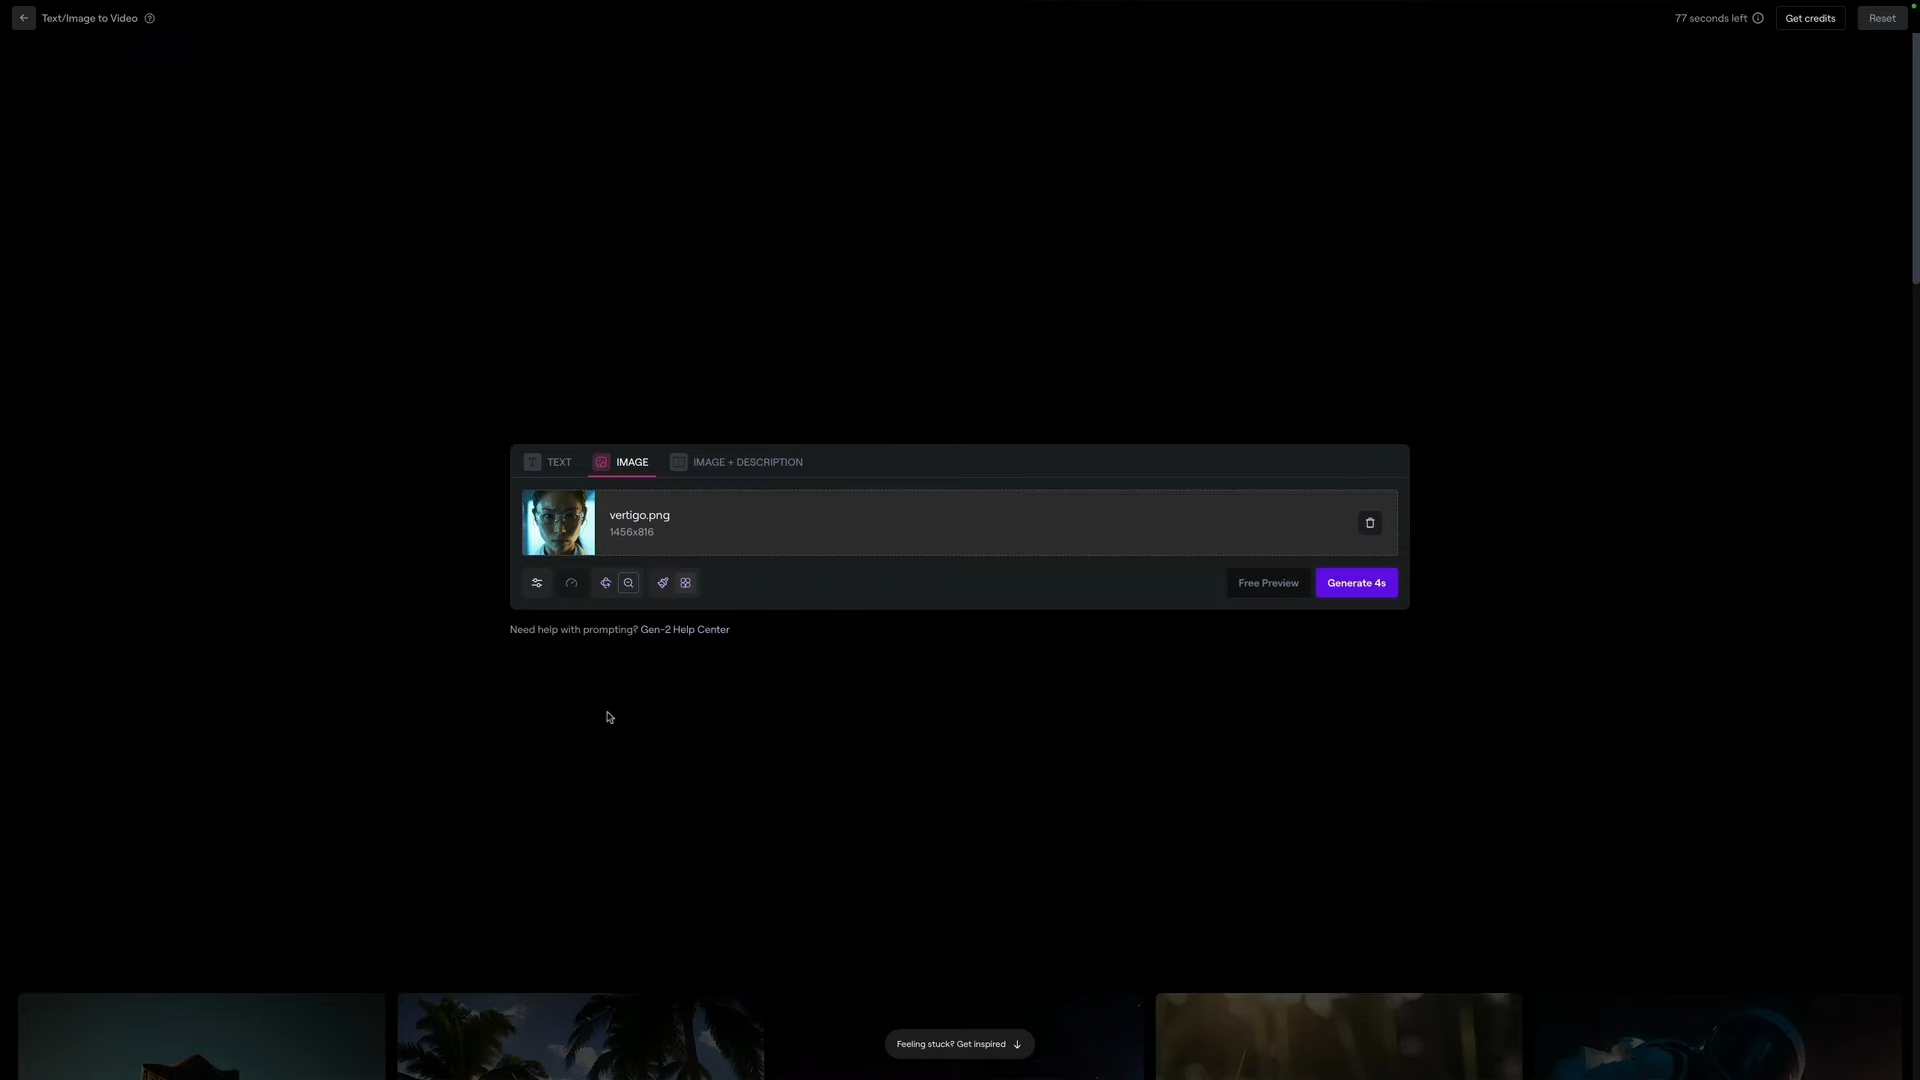 Text/Image to Video
77 seconds left
Get credits
Reset
TEXT
IMAGE
IMAGE + DESCRIPTION
vertigo.png
1456x816
Free Preview
Generate 4s
Need help with prompting? Gen-2 Help Center
Feeling stuck? Get inspired